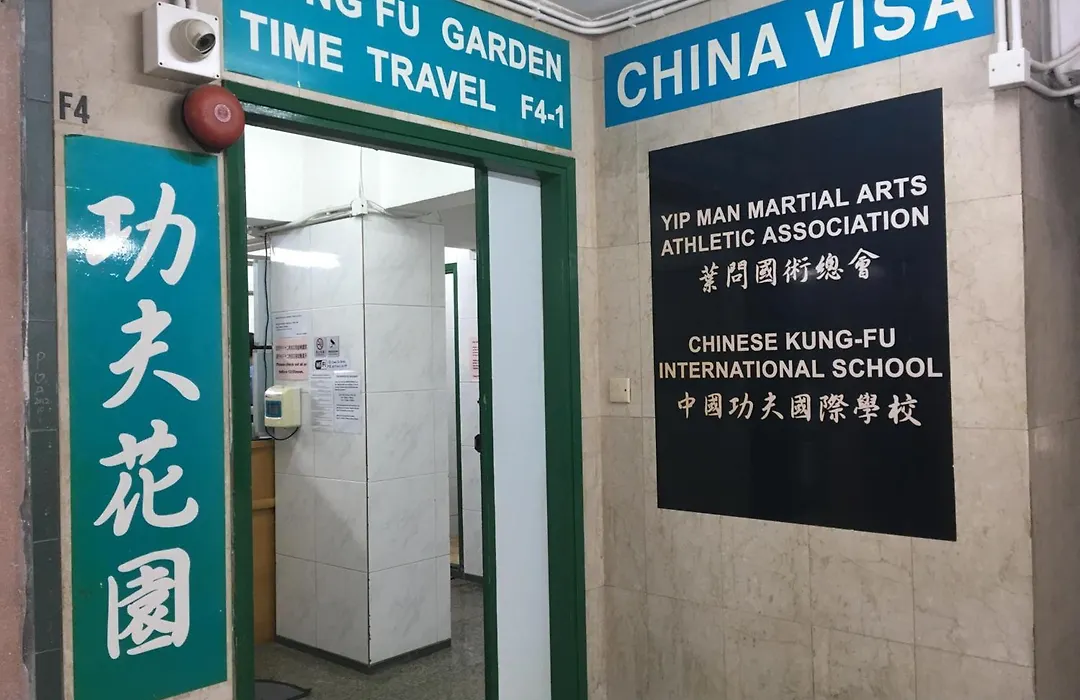 FU GARDEN
TIME TRAVEL F4-1
CHINA VISA
F4
功夫花園
YIP MAN MARTIAL ARTS
ATHLETIC ASSOCIATION
葉問國術總會
CHINESE KUNG-FU
INTERNATIONAL SCHOOL
中國功夫國際學校